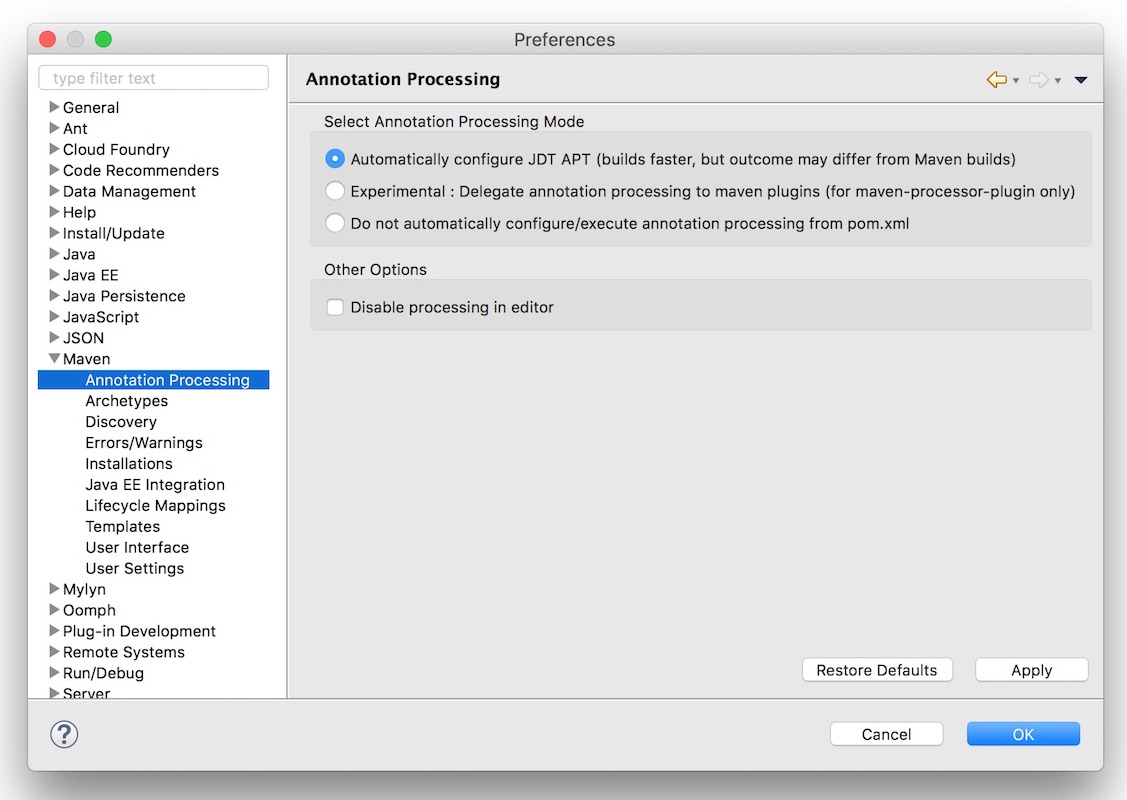 Preferences
type filter text
General
Ant
Cloud Foundry
Code Recommenders
Data Management
Help
Install/Update
Java
Java EE
Java Persistence
JavaScript
JSON
Maven
Annotation Processing
Archetypes
Discovery
Errors/Warnings
Installations
Java EE Integration
Lifecycle Mappings
Templates
User Interface
User Settings
Mylyn
Oomph
Plug-in Development
Remote Systems
Run/Debug
Server
Annotation Processing
Select Annotation Processing Mode
Automatically configure JDT APT (builds faster, but outcome may differ from Maven builds)
Experimental : Delegate annotation processing to maven plugins (for maven-processor-plugin only)
Do not automatically configure/execute annotation processing from pom.xml
Other Options
Disable processing in editor
Restore Defaults
Apply
?
Cancel
OK